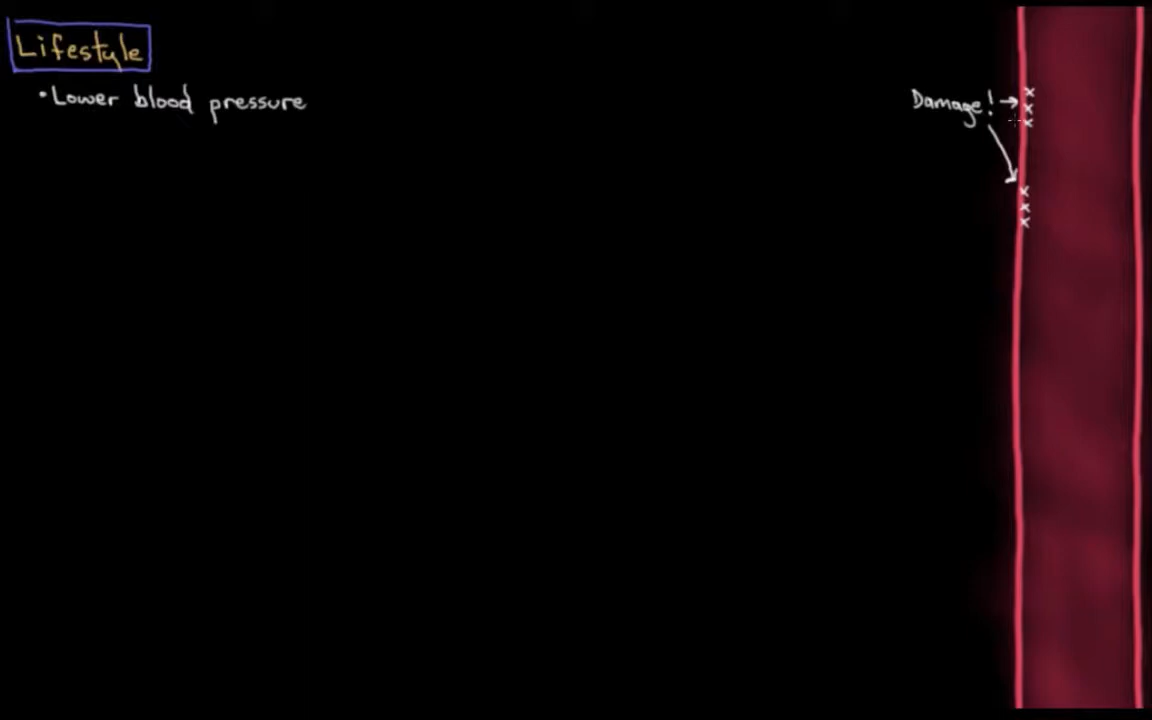 Lifestyle
•Lower blood pressure
Damage! →
x
x
x
x
x
x